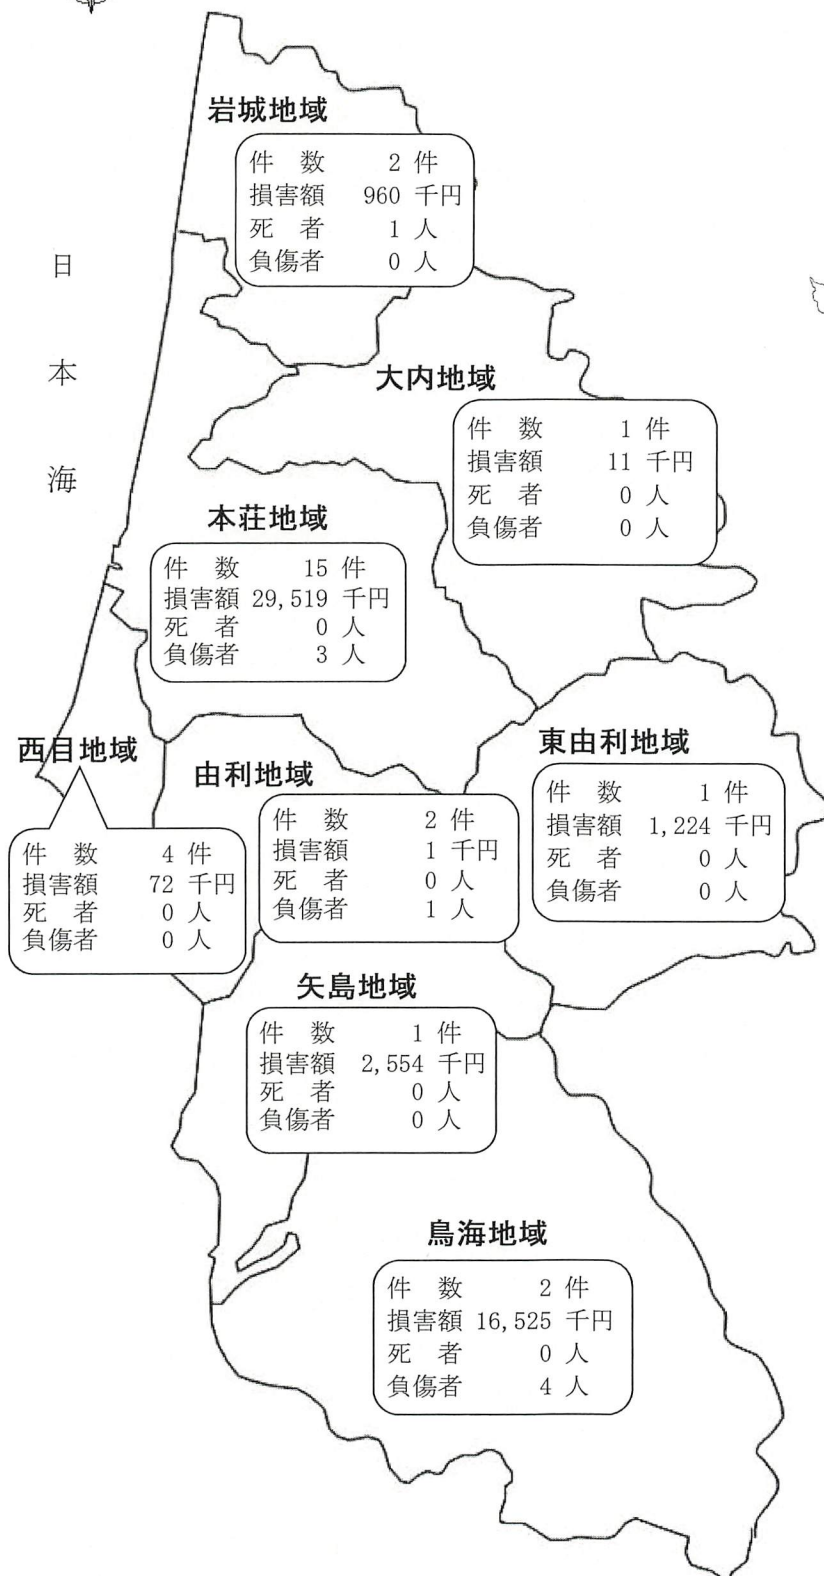 岩城地域
件 数 2 件
損害額 960 千円
死 者 1 人
負傷者 0 人
日本海
大内地域
件 数 1 件
損害額 11 千円
死 者 0 人
負傷者 0 人
本荘地域
件 数 15 件
損害額 29,519 千円
死 者 0 人
負傷者 3 人
西目地域
件 数 4 件
損害額 72 千円
死 者 0 人
負傷者 0 人
由利地域
件 数 2 件
損害額 1 千円
死 者 0 人
負傷者 1 人
東由利地域
件 数 1 件
損害額 1,224 千円
死 者 0 人
負傷者 0 人
矢島地域
件 数 1 件
損害額 2,554 千円
死 者 0 人
負傷者 0 人
鳥海地域
件 数 2 件
損害額 16,525 千円
死 者 0 人
負傷者 4 人